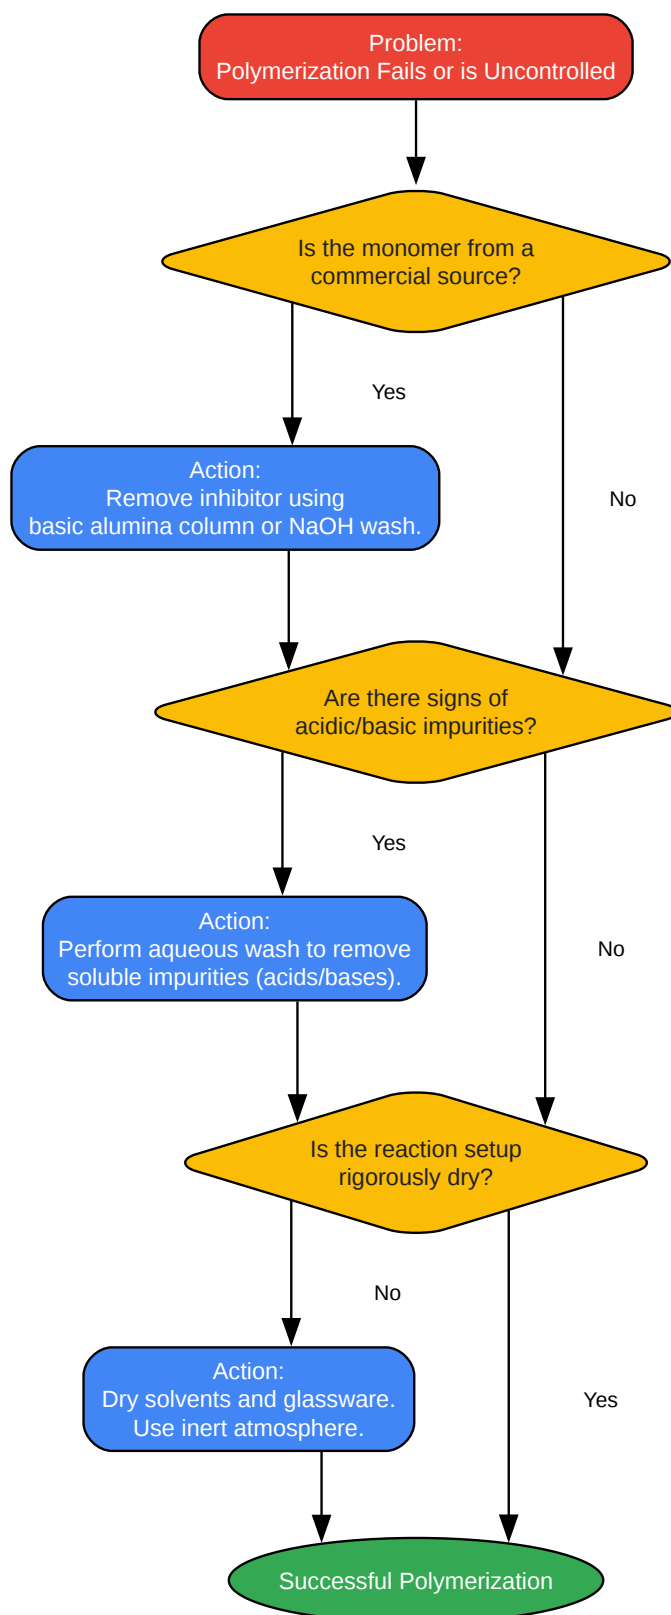 Problem:
Polymerization Fails or is Uncontrolled
Is the monomer from a
commercial source?
Yes
Action:
Remove inhibitor using
basic alumina column or NaOH wash.
No
Are there signs of
acidic/basic impurities?
Yes
Action:
Perform aqueous wash to remove
soluble impurities (acids/bases).
No
Is the reaction setup
rigorously dry?
No
Action:
Dry solvents and glassware.
Use inert atmosphere.
Yes
Successful Polymerization